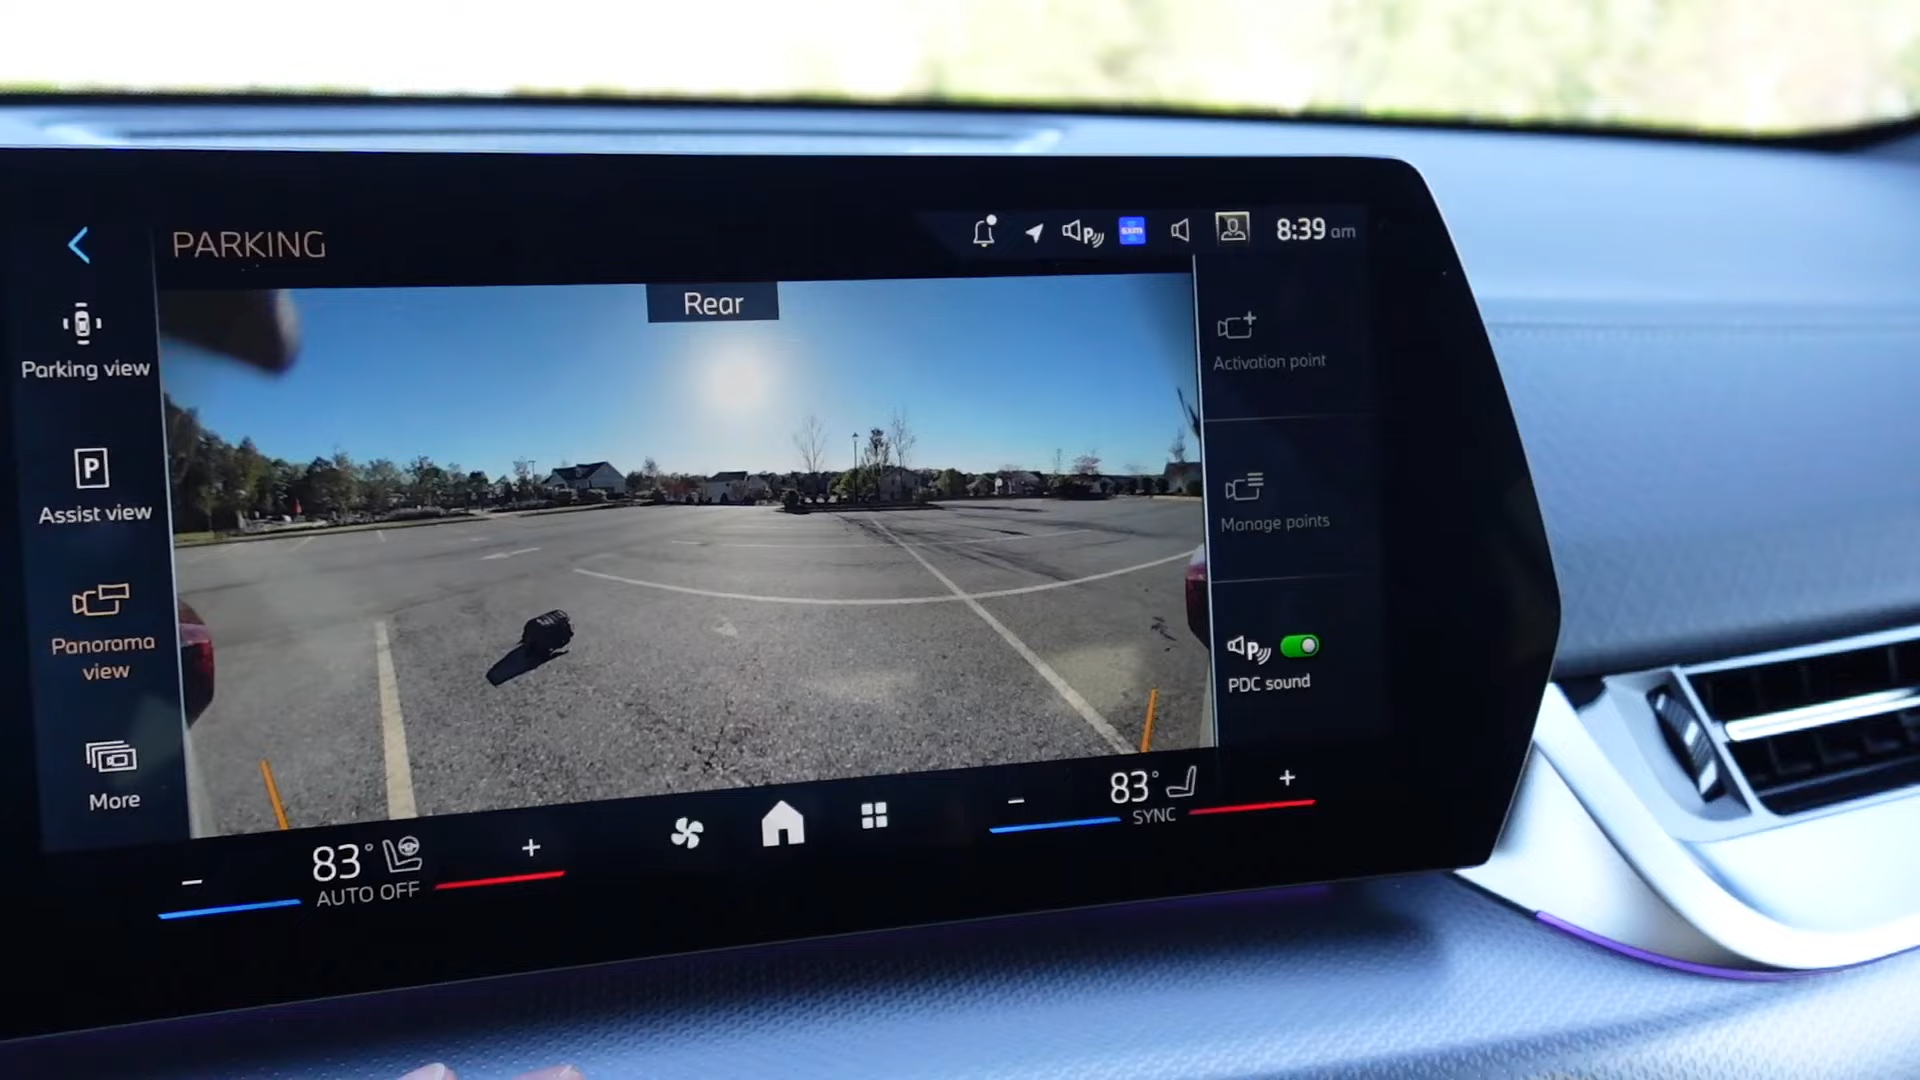 PARKING
P
sxm
8:39 am
Rear
Parking view
P
Assist view
Panorama
view
More
Activation point
Manage points
P
PDC sound
83°
AUTO OFF
83°
SYNC